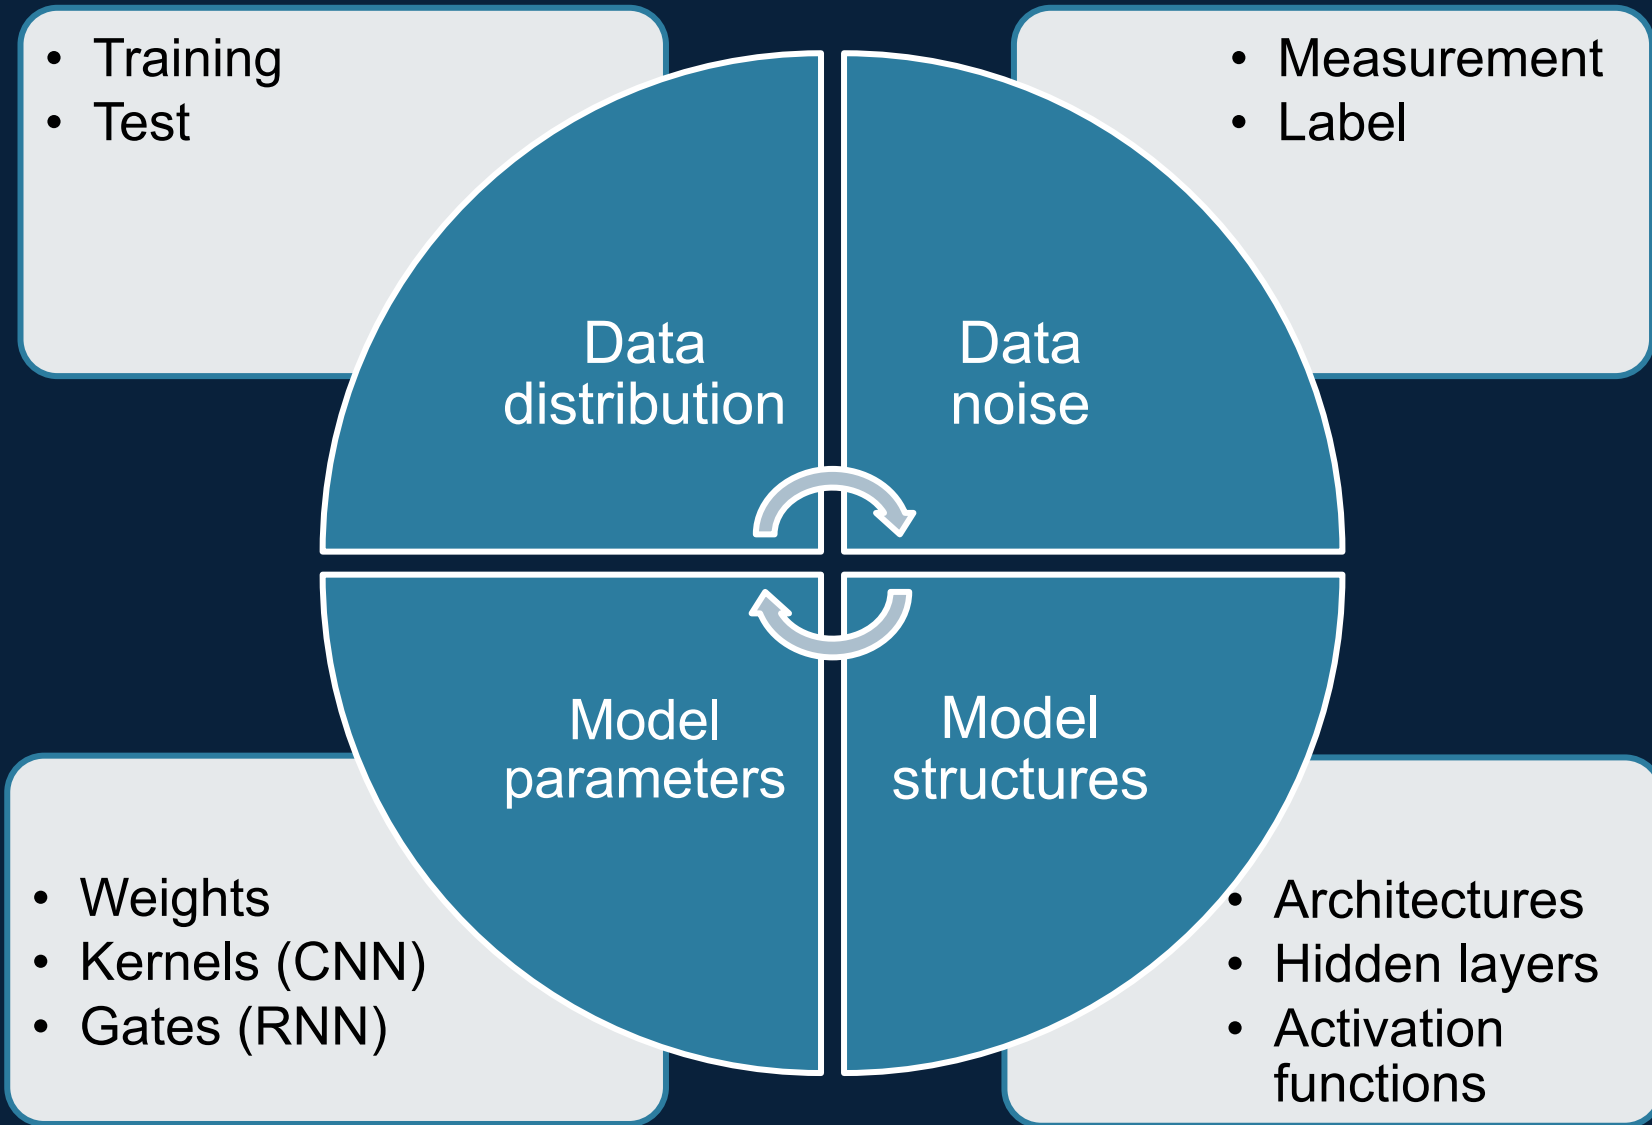 • Training
• Test
• Measurement
• Label
Data
distribution
Data
noise
Model
parameters
Model
structures
• Weights
• Kernels (CNN)
• Gates (RNN)
• Architectures
• Hidden layers
• Activation
functions